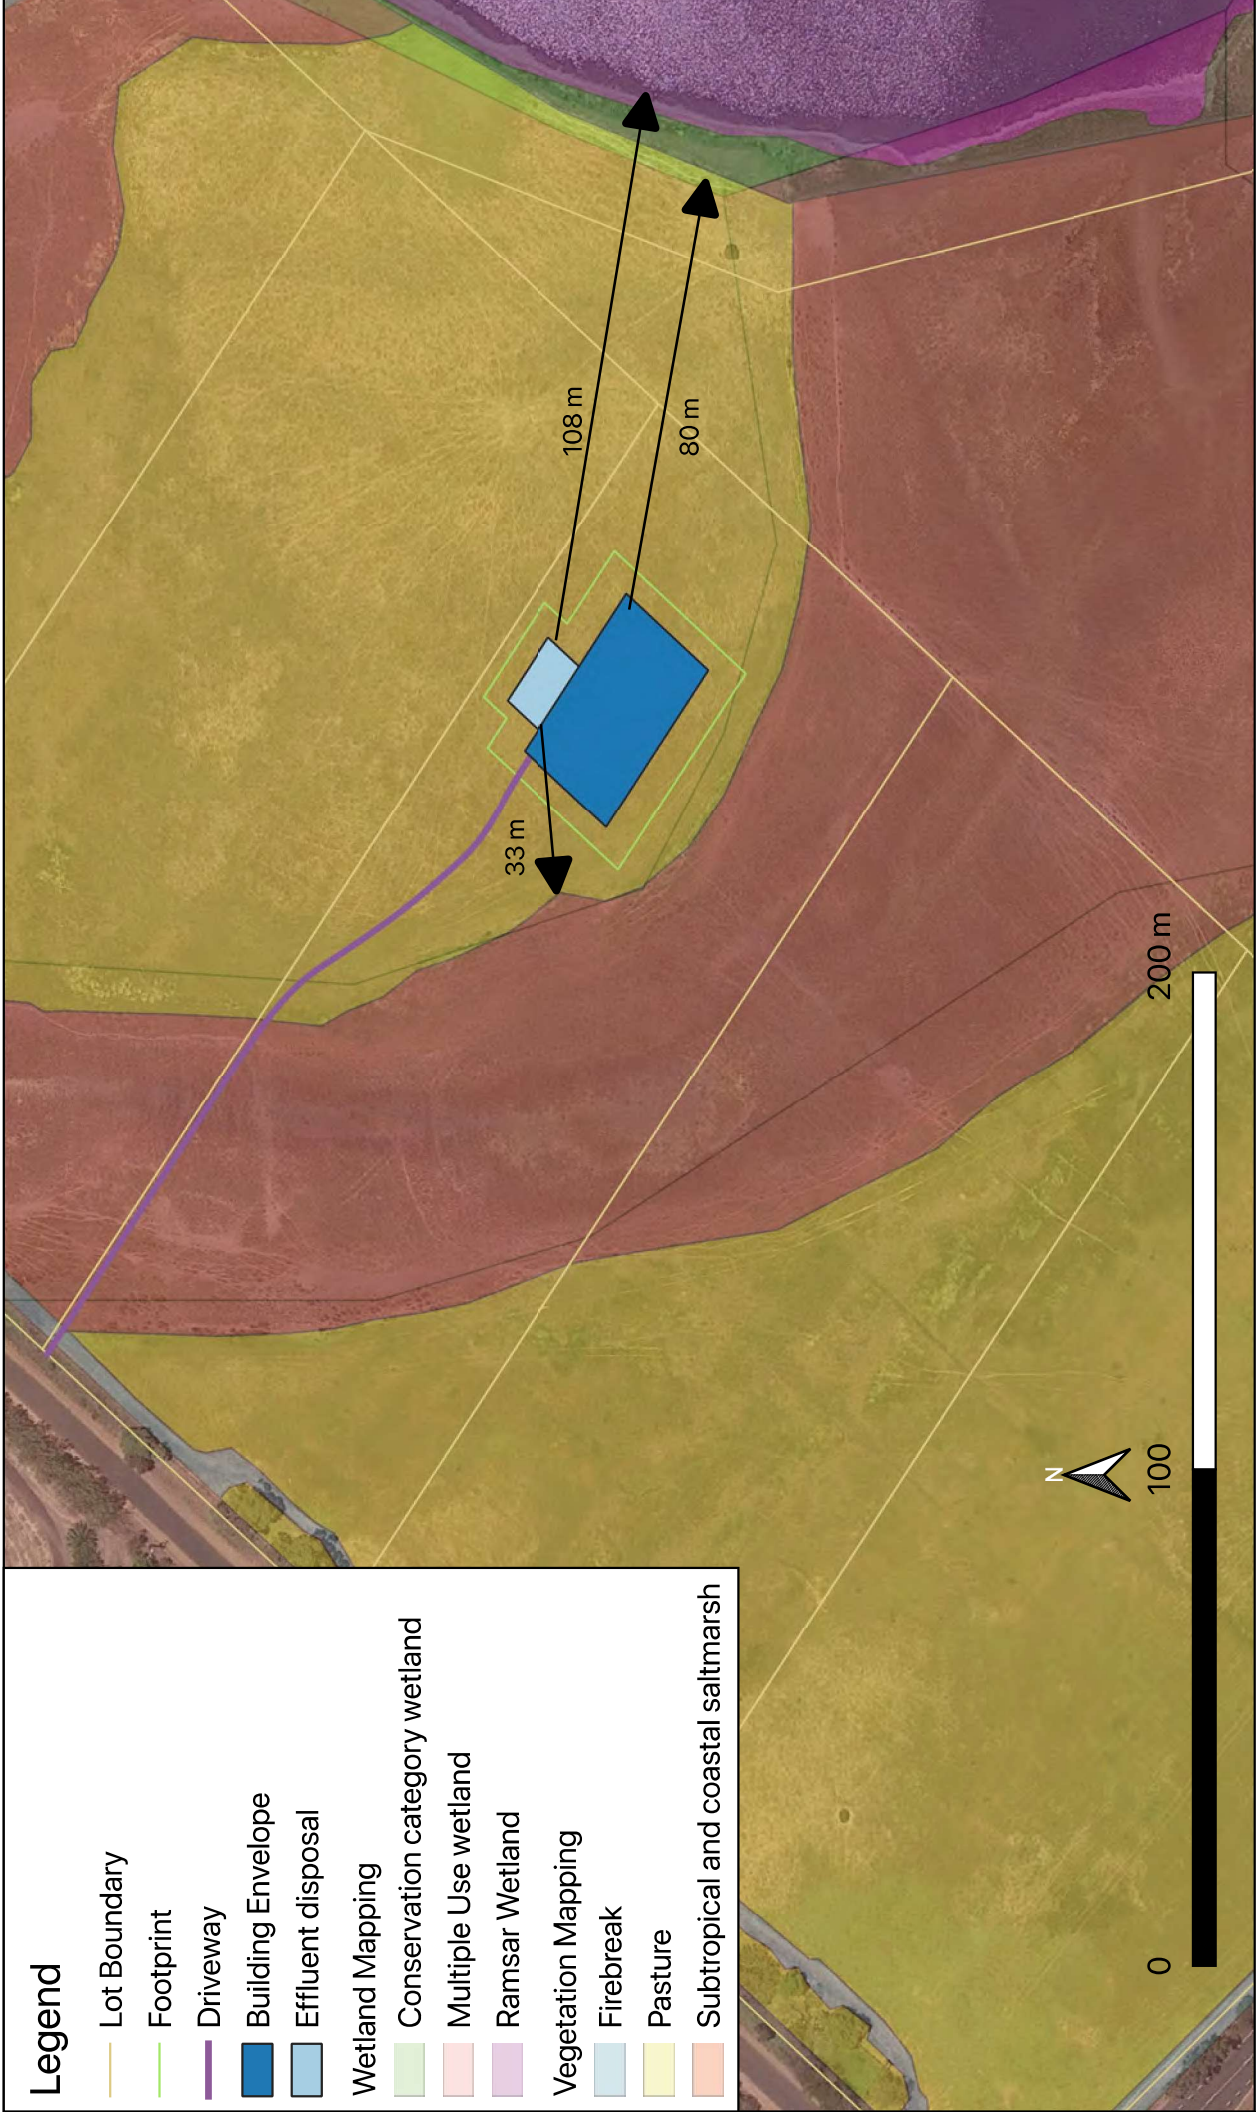 Legend
Lot Boundary
Footprint
Driveway
Building Envelope
Effluent disposal
Wetland Mapping
Conservation category wetland
Multiple Use wetland
Ramsar Wetland
Vegetation Mapping
Firebreak
Pasture
Subtropical and coastal saltmarsh
33 m
108 m
80 m
N
0
100
200 m